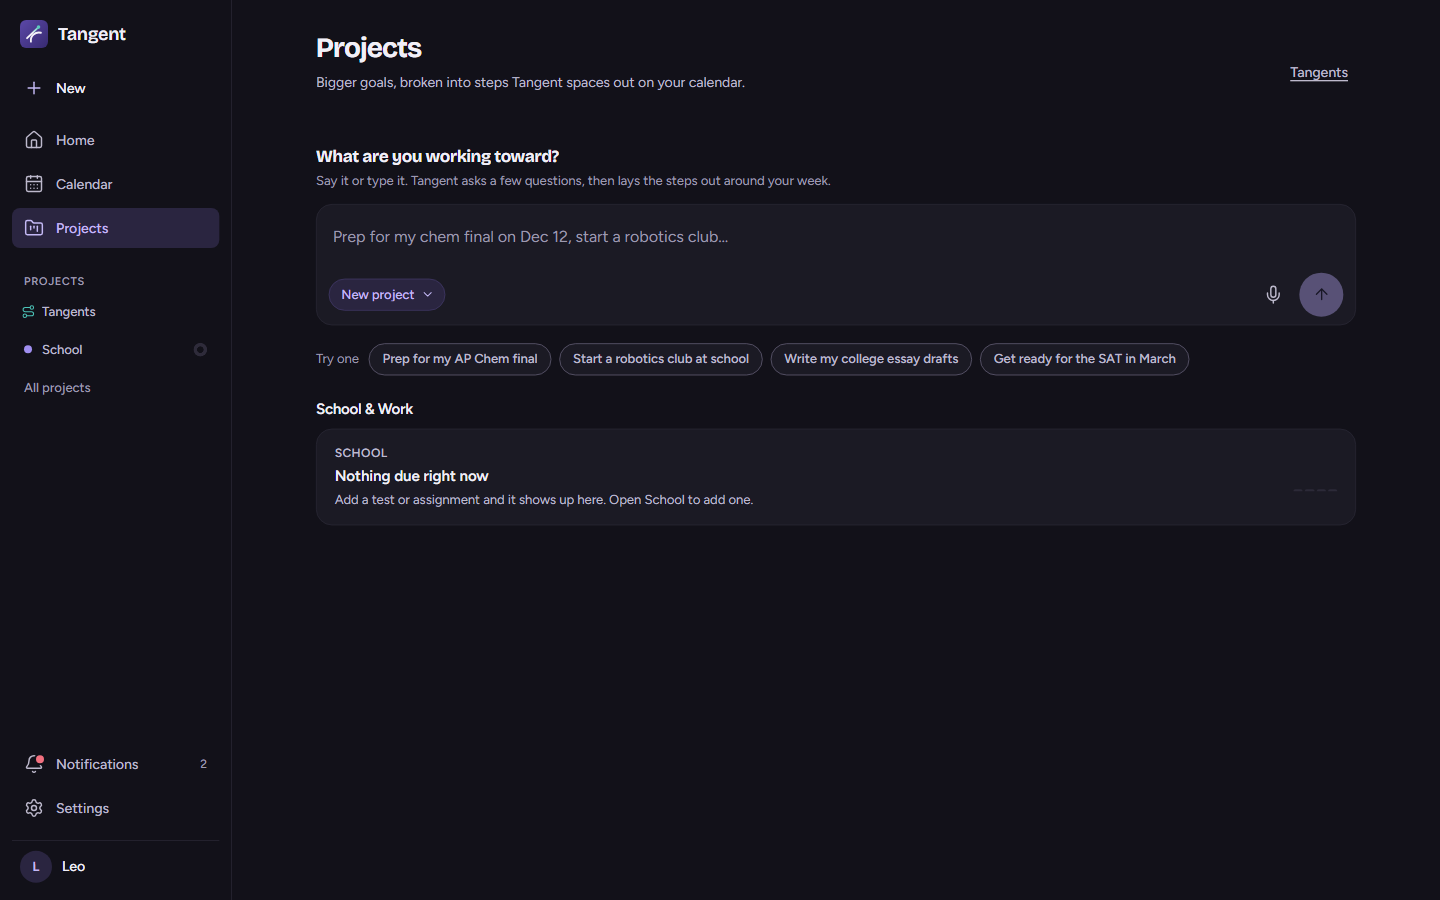 Tangent
New
Home
Calendar
Projects
PROJECTS
Tangents
School
All projects
Notifications 2
Settings
L Leo
Projects
Bigger goals, broken into steps Tangent spaces out on your calendar.
Tangents
What are you working toward?
Say it or type it. Tangent asks a few questions, then lays the steps out around your week.
Prep for my chem final on Dec 12, start a robotics club...
New project
Try one Prep for my AP Chem final Start a robotics club at school Write my college essay drafts Get ready for the SAT in March
School & Work
SCHOOL
Nothing due right now
Add a test or assignment and it shows up here. Open School to add one.